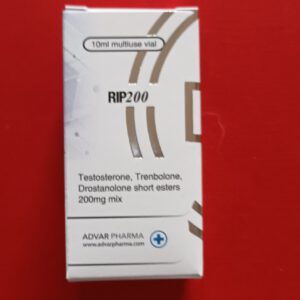 10ml multiuse vial
RIP200
Testosterone, Trenbolone,
Drostanolone short esters
200mg mix
ADVAR PHARMA
www.advarpharma.com